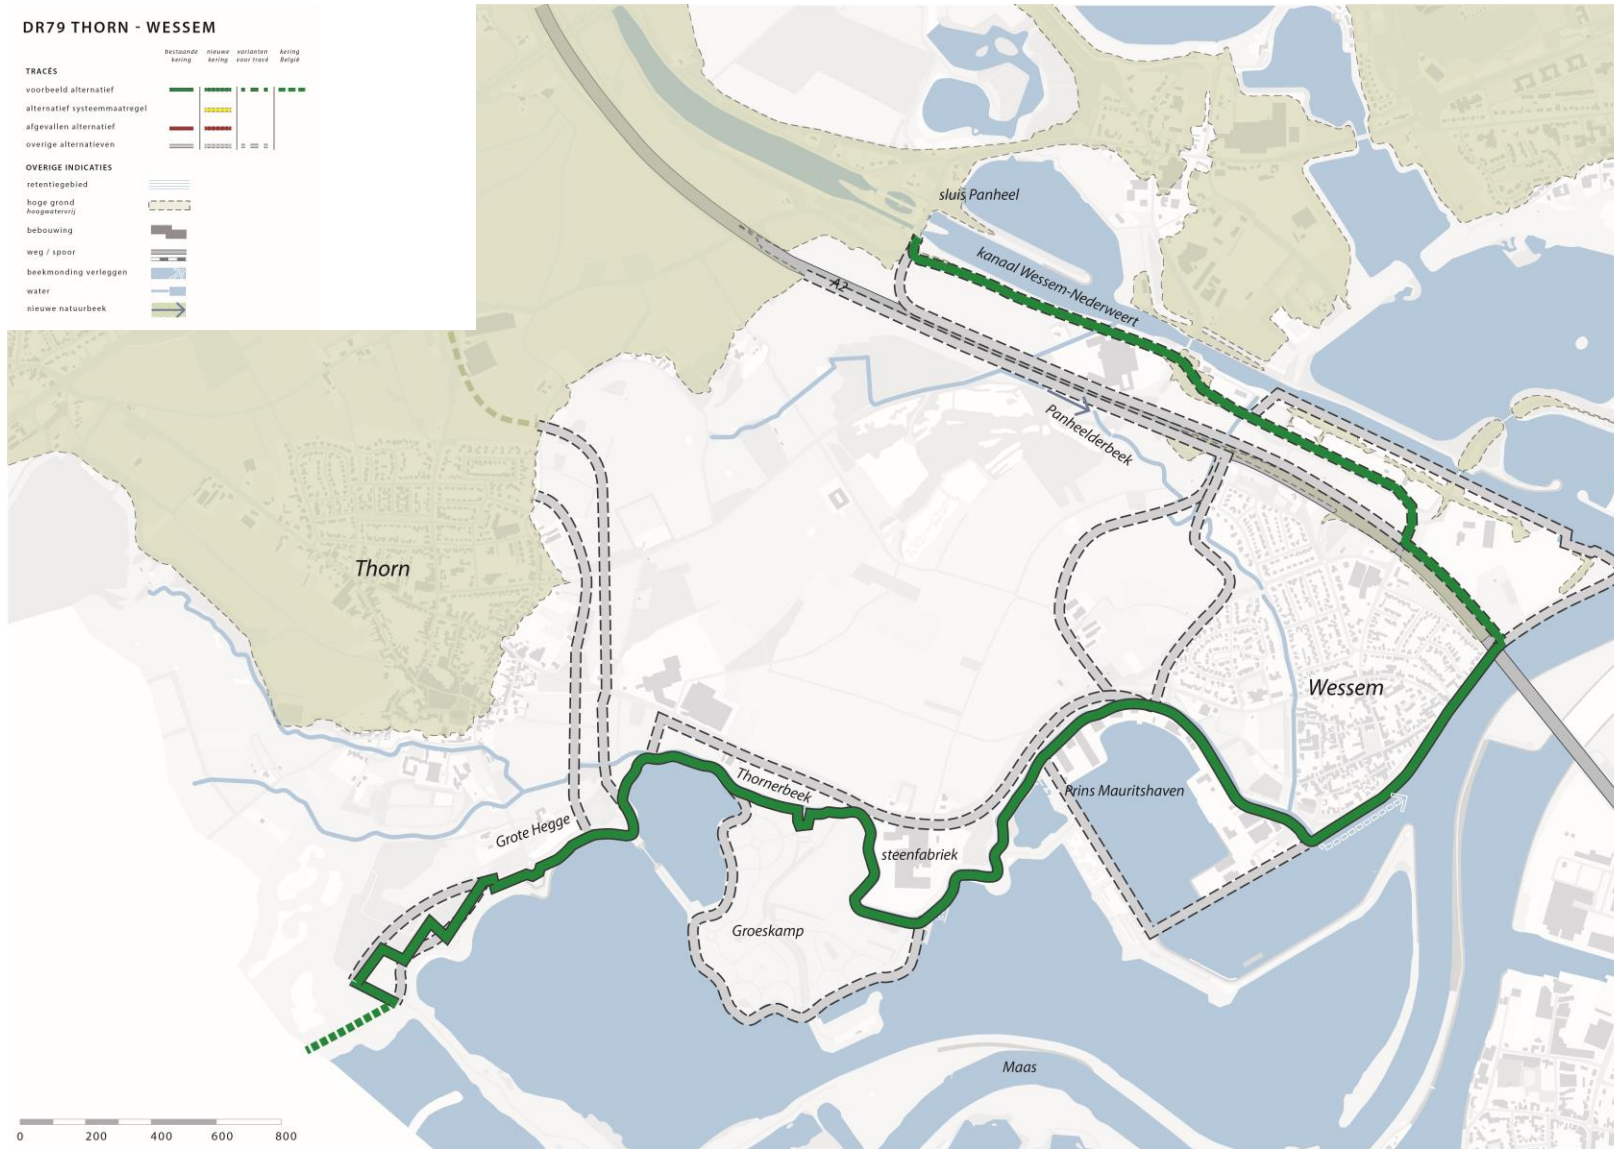 DR79 THORN - WESSEM
bestaande kering
nieuwe kering
varianten voor tracé
kering België
TRACÉS
voorbeeld alternatief
alternatief systeemmaatregel
afgevallen alternatief
overige alternatieven
OVERIGE INDICATIES
retentiegebied
hoge grond
hoogwatervrij
bebouwing
weg / spoor
beekmonding verleggen
water
nieuwe natuurbeek
sluis Panheel
kanaal Wessem-Nederweert
A2
Panheelderbeek
Thorn
Wessem
Thornerbeek
Prins Mauritshaven
Grote Hegge
steenfabriek
Groeskamp
Maas
0 200 400 600 800